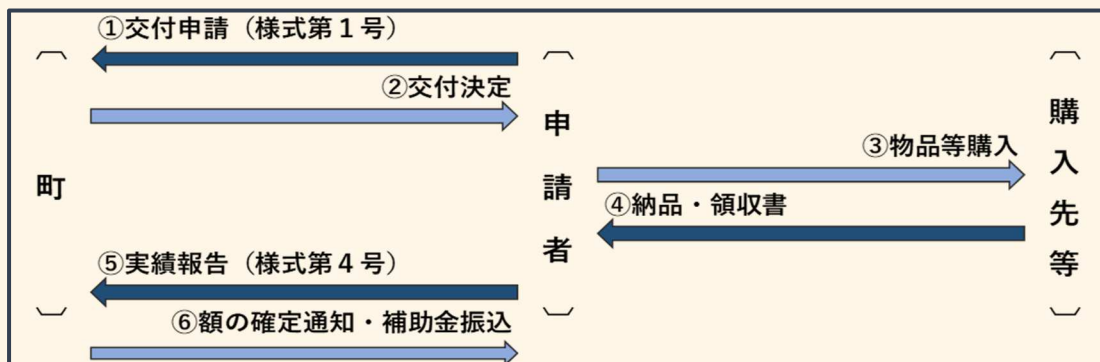 ①交付申請（様式第１号）
②交付決定
③物品等購入
④納品・領収書
⑤実績報告（様式第４号）
⑥額の確定通知・補助金振込
〔町〕
〔申請者〕
〔購入先等〕